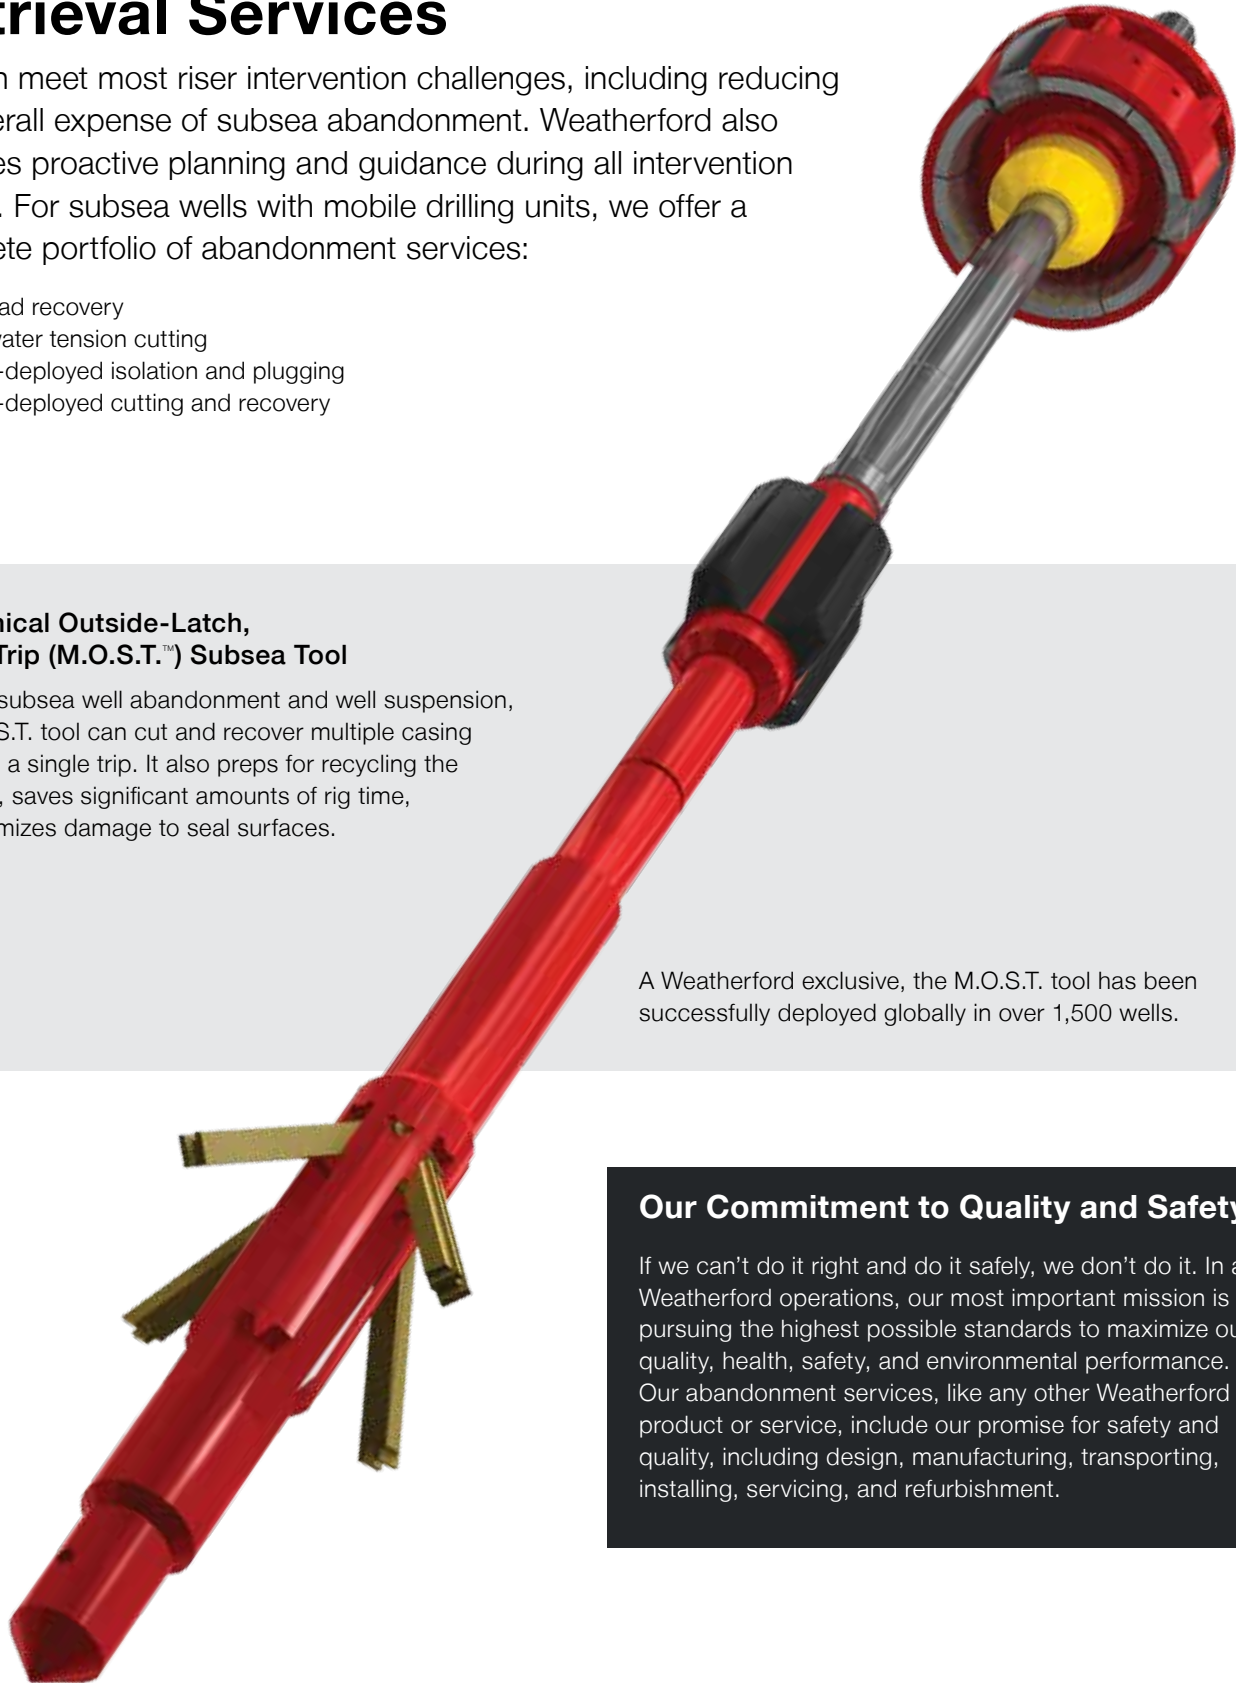 trieval Services
n meet most riser intervention challenges, including reducing
erall expense of subsea abandonment. Weatherford also
es proactive planning and guidance during all intervention
. For subsea wells with mobile drilling units, we offer a
ete portfolio of abandonment services:
ad recovery
vater tension cutting
-deployed isolation and plugging
-deployed cutting and recovery
nical Outside-Latch,
Trip (M.O.S.T.™) Subsea Tool
subsea well abandonment and well suspension,
S.T. tool can cut and recover multiple casing
a single trip. It also preps for recycling the
, saves significant amounts of rig time,
mizes damage to seal surfaces.
A Weatherford exclusive, the M.O.S.T. tool has been
successfully deployed globally in over 1,500 wells.
Our Commitment to Quality and Safety
If we can't do it right and do it safely, we don't do it. In a
Weatherford operations, our most important mission is
pursuing the highest possible standards to maximize ou
quality, health, safety, and environmental performance.
Our abandonment services, like any other Weatherford
product or service, include our promise for safety and
quality, including design, manufacturing, transporting,
installing, servicing, and refurbishment.